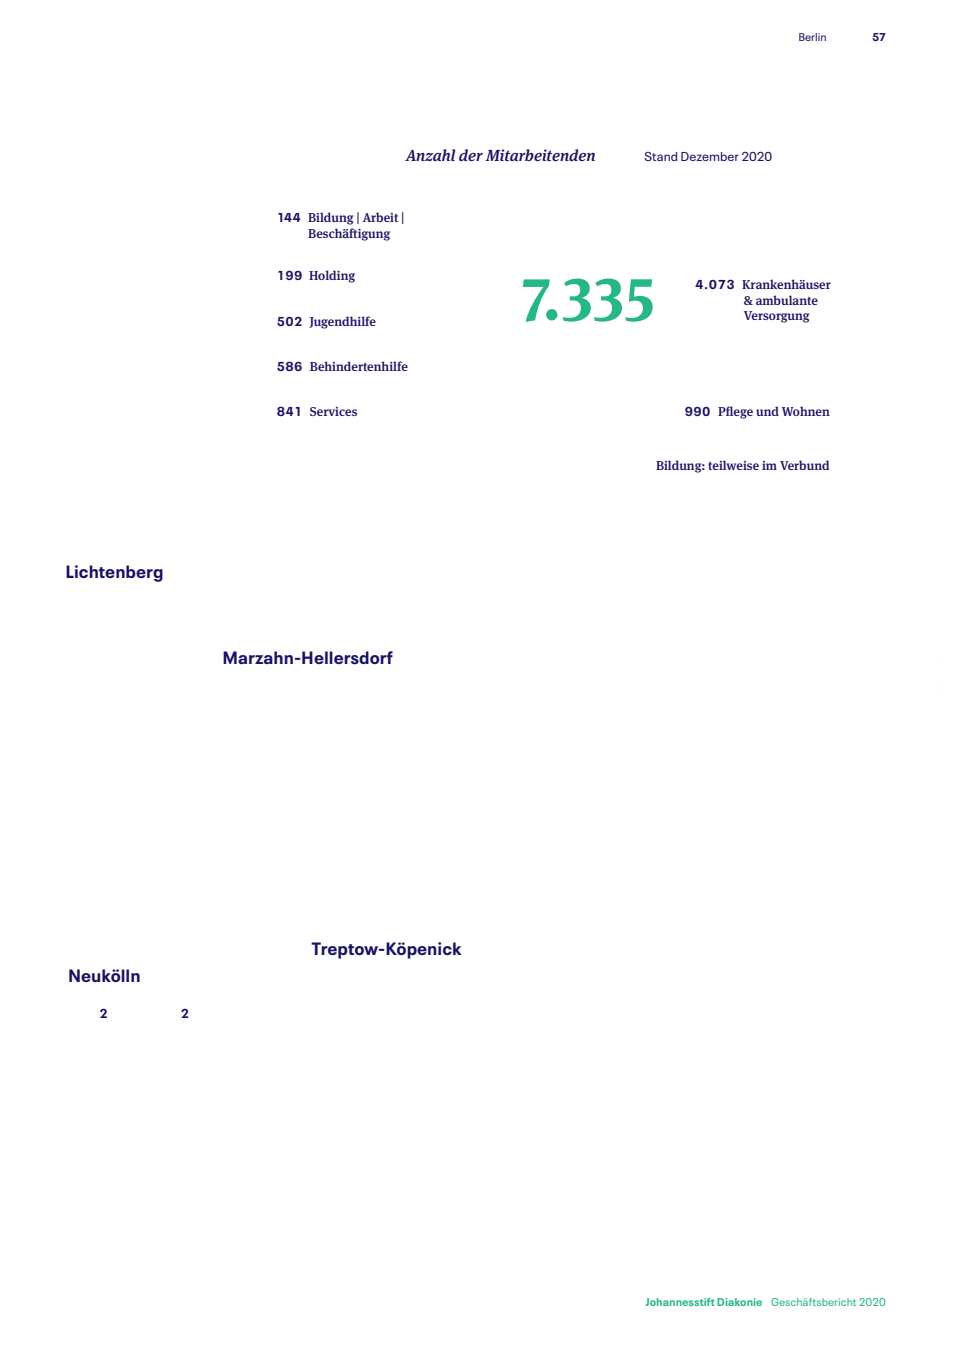 Berlin 57
Anzahl der Mitarbeitenden Stand Dezember 2020
144 Bildung | Arbeit |
Beschäftigung
199 Holding
502 Jugendhilfe
586 Behindertenhilfe
841 Services
7.335
4.073 Krankenhäuser
& ambulante
Versorgung
990 Pflege und Wohnen
Bildung: teilweise im Verbund
Lichtenberg
Marzahn-Hellersdorf
Treptow-Köpenick
Neukölln
2 2
Johannesstift Diakonie Geschäftsbericht 2020